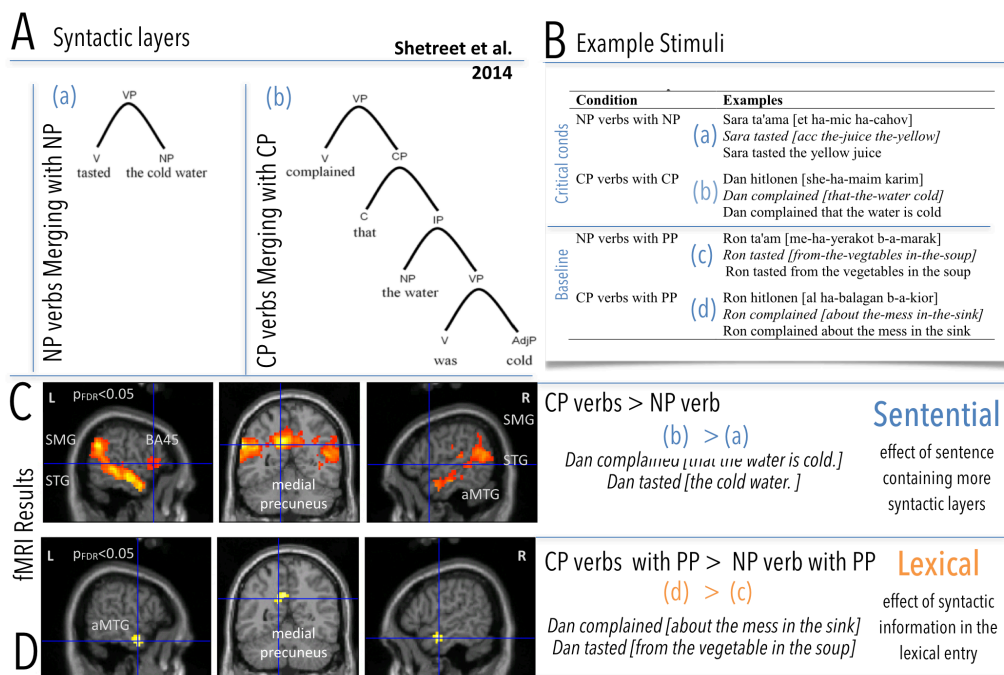 A Syntactic layers
Shetreet et al.
2014
NP verbs Merging with NP
(a)
VP
V
NP
tasted
the cold water
CP verbs Merging with CP
(b)
VP
V
CP
complained
C
IP
that
NP
VP
the water
V
AdjP
was
cold
B Example Stimuli
Condition Examples
Critical conds
NP verbs with NP (a) Sara ta'ama [et ha-mic ha-cahov]
Sara tasted [acc the-juice the-yellow]
Sara tasted the yellow juice
CP verbs with CP (b) Dan hitlonen [she-ha-maim karim]
Dan complained [that-the-water cold]
Dan complained that the water is cold
Baseline
NP verbs with PP (c) Ron ta'am [me-ha-yerakot b-a-marak]
Ron tasted [from-the-vegtables in-the-soup]
Ron tasted from the vegetables in the soup
CP verbs with PP (d) Ron hitlonen [al ha-balagan b-a-kior]
Ron complained [about the-mess in-the-sink]
Ron complained about the mess in the sink
fMRI Results
C
L
pFDR<0.05
SMG
BA45
STG
medial
precuneus
R
SMG
STG
aMTG
CP verbs > NP verb
(b) > (a)
Dan complained [that the water is cold.]
Dan tasted [the cold water. ]
Sentential
effect of sentence
containing more
syntactic layers
D
L
pFDR<0.05
aMTG
medial
precuneus
R
CP verbs with PP > NP verb with PP
(d) > (c)
Dan complained [about the mess in the sink]
Dan tasted [from the vegetable in the soup]
Lexical
effect of syntactic
information in the
lexical entry